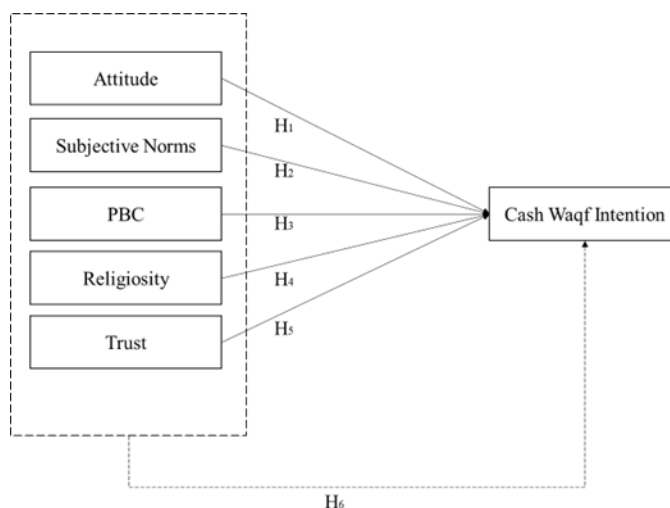 Attitude
H1
Subjective Norms
H2
PBC
Cash Waqf Intention
H3
Religiosity
H4
Trust
H5
H6